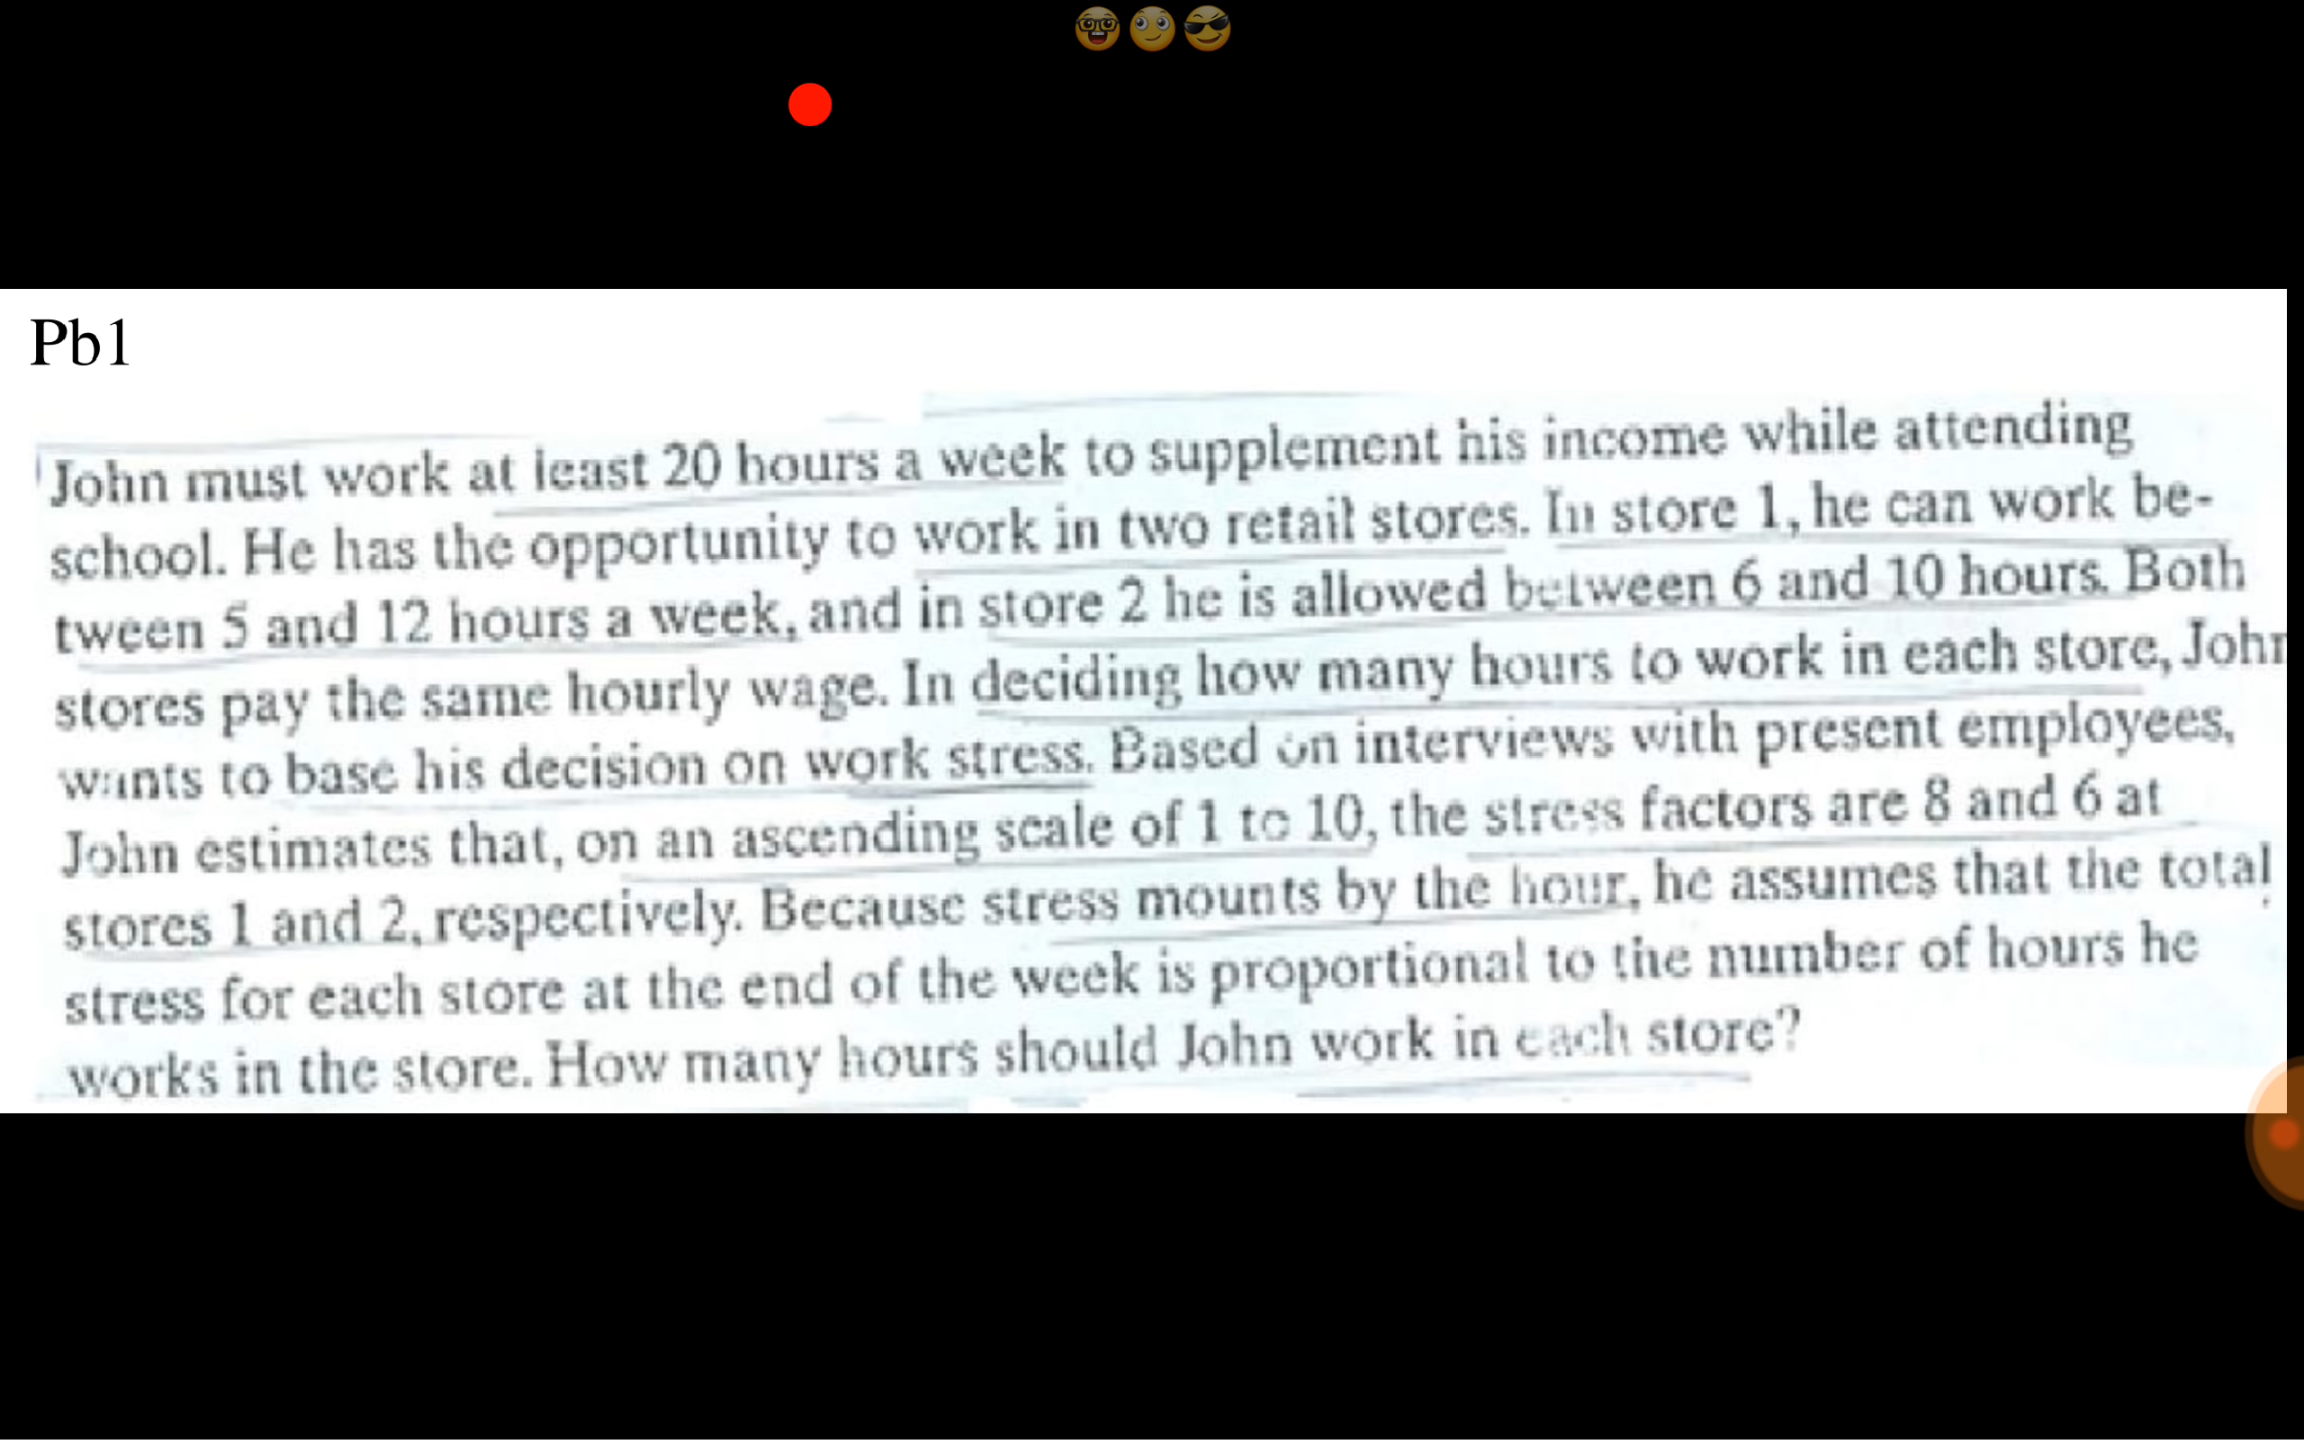 Pb1
John must work at least 20 hours a week to supplement his income while attending
school. He has the opportunity to work in two retail stores. In store 1, he can work be-
tween 5 and 12 hours a week, and in store 2 he is allowed between 6 and 10 hours. Both
stores pay the same hourly wage. In deciding how many hours to work in each store, John
wants to base his decision on work stress. Based on interviews with present employees,
John estimates that, on an ascending scale of 1 to 10, the stress factors are 8 and 6 at
stores 1 and 2, respectively. Because stress mounts by the hour, he assumes that the total
stress for each store at the end of the week is proportional to the number of hours he
works in the store. How many hours should John work in each store?